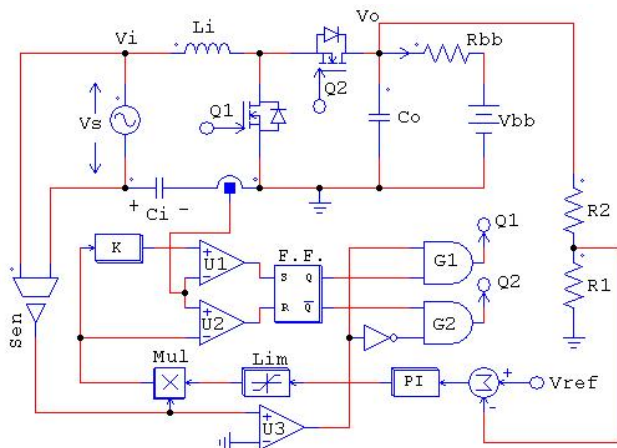 Vi
Li
Vo
Rbb
Q1
Q2
Vs
Co
Vbb
+ Ci -
R2
F.F.
Q1
K
+
U1
-
S Q
G1
Q2
R1
+
U2
-
R Q̅
G2
Sen
Mul
Lim
PI
Σ
+
Vref
-
+
U3
-